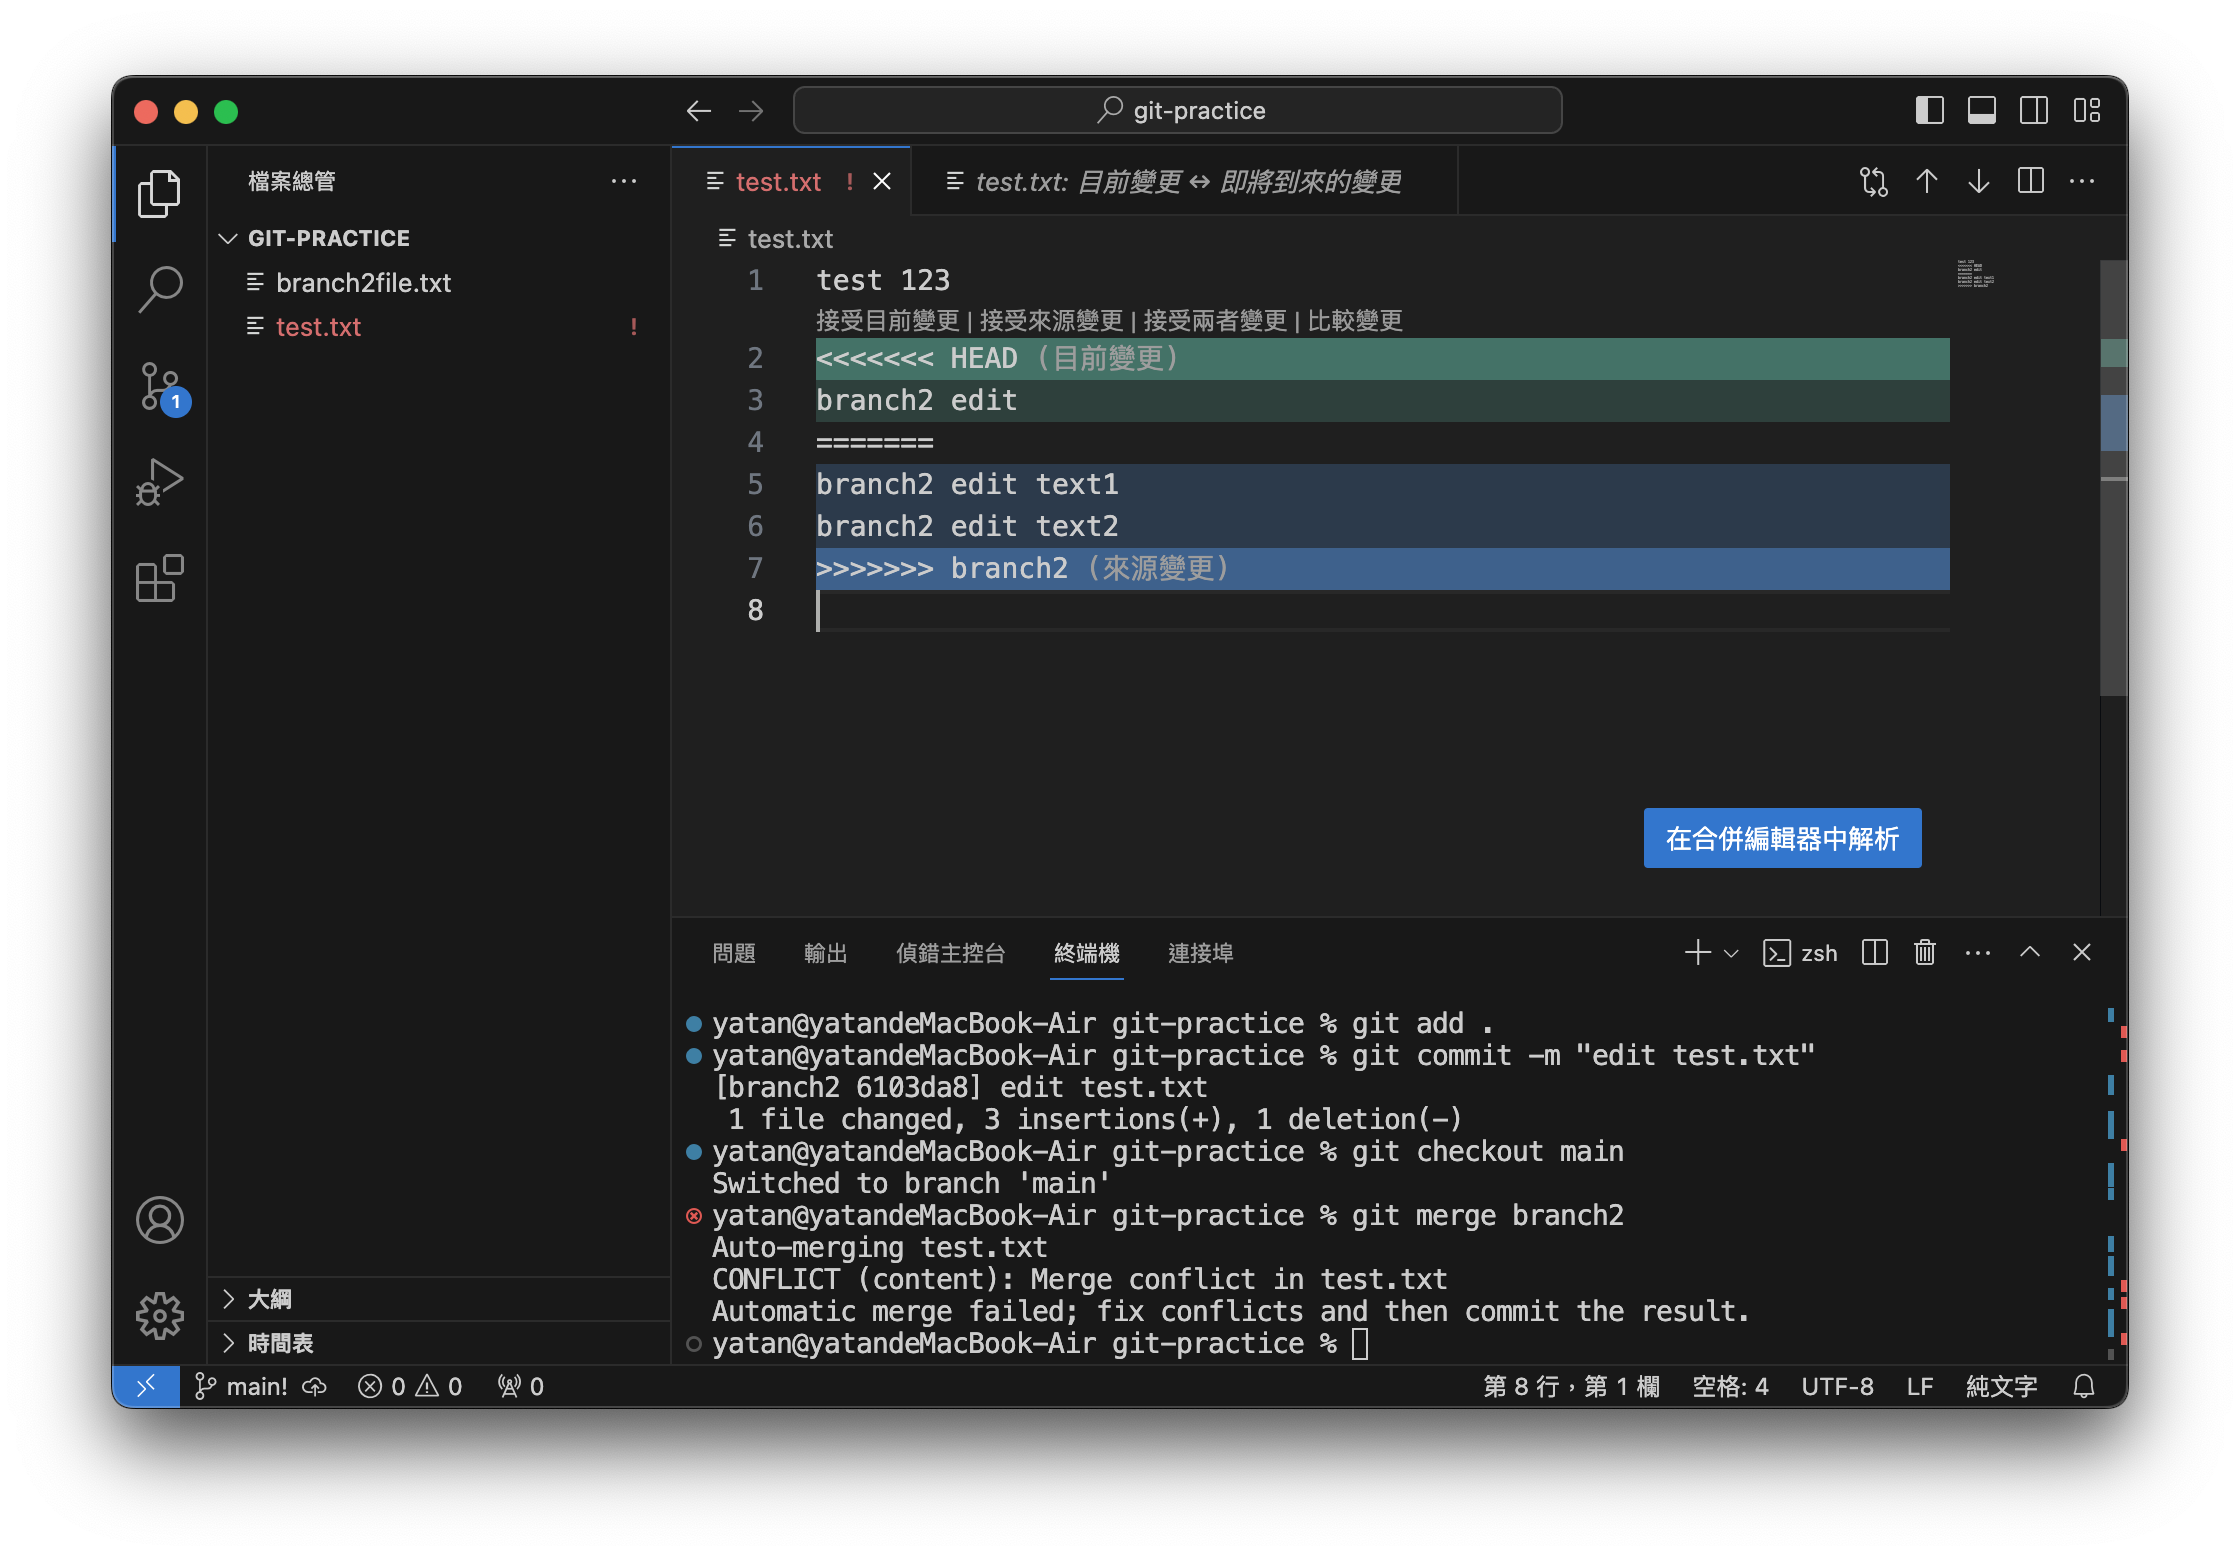 git-practice
檔案總管
GIT-PRACTICE
branch2file.txt
test.txt !
1
test.txt !
test.txt: 目前變更 ↔ 即將到來的變更
test.txt
1 test 123
接受目前變更 | 接受來源變更 | 接受兩者變更 | 比較變更
2 <<<<<<< HEAD (目前變更)
3 branch2 edit
4 =======
5 branch2 edit text1
6 branch2 edit text2
7 >>>>>>> branch2 (來源變更)
8
在合併編輯器中解析
問題 輸出 偵錯主控台 終端機 連接埠
zsh
yatan@yatandeMacBook-Air git-practice % git add .
yatan@yatandeMacBook-Air git-practice % git commit -m "edit test.txt"
[branch2 6103da8] edit test.txt
1 file changed, 3 insertions(+), 1 deletion(-)
yatan@yatandeMacBook-Air git-practice % git checkout main
Switched to branch 'main'
yatan@yatandeMacBook-Air git-practice % git merge branch2
Auto-merging test.txt
CONFLICT (content): Merge conflict in test.txt
Automatic merge failed; fix conflicts and then commit the result.
yatan@yatandeMacBook-Air git-practice %
大綱
時間表
main! 0 0 0
第 8 行，第 1 欄 空格: 4 UTF-8 LF 純文字